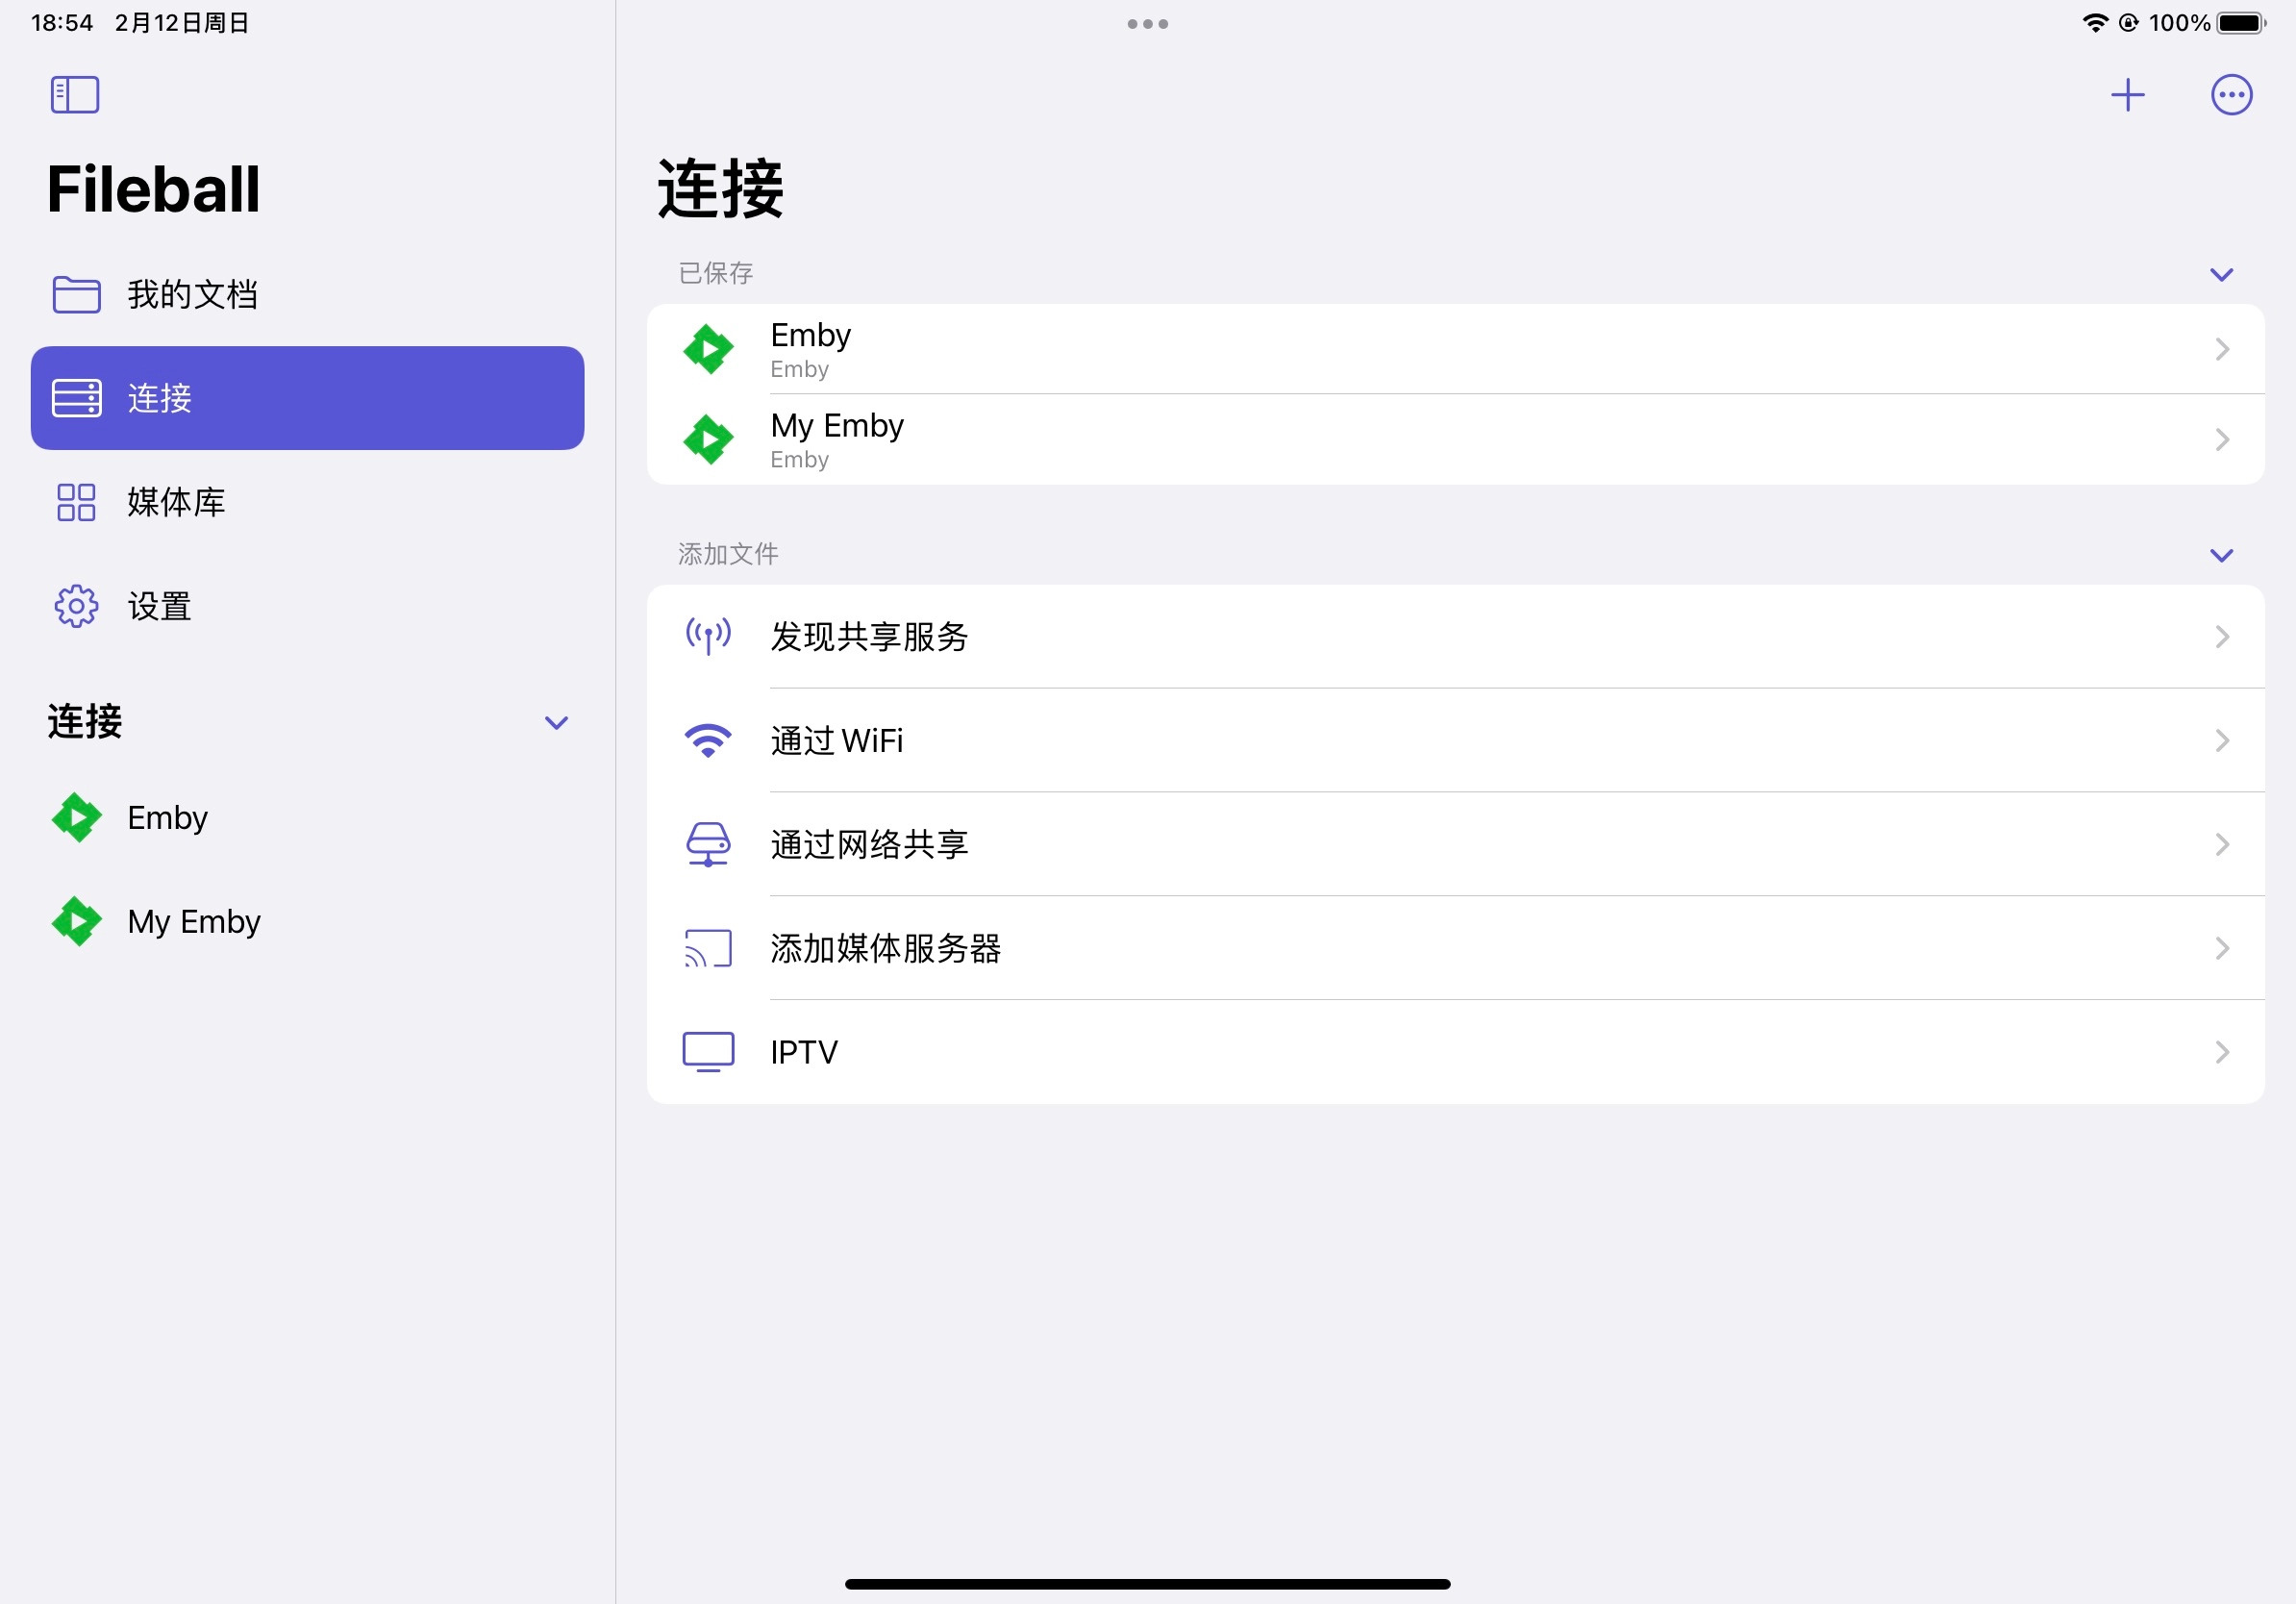 18:54 2月12日周日
100%
Fileball
我的文档
连接
媒体库
设置
连接
Emby
My Emby
连接
已保存
Emby
Emby
My Emby
Emby
添加文件
发现共享服务
通过 WiFi
通过网络共享
添加媒体服务器
IPTV